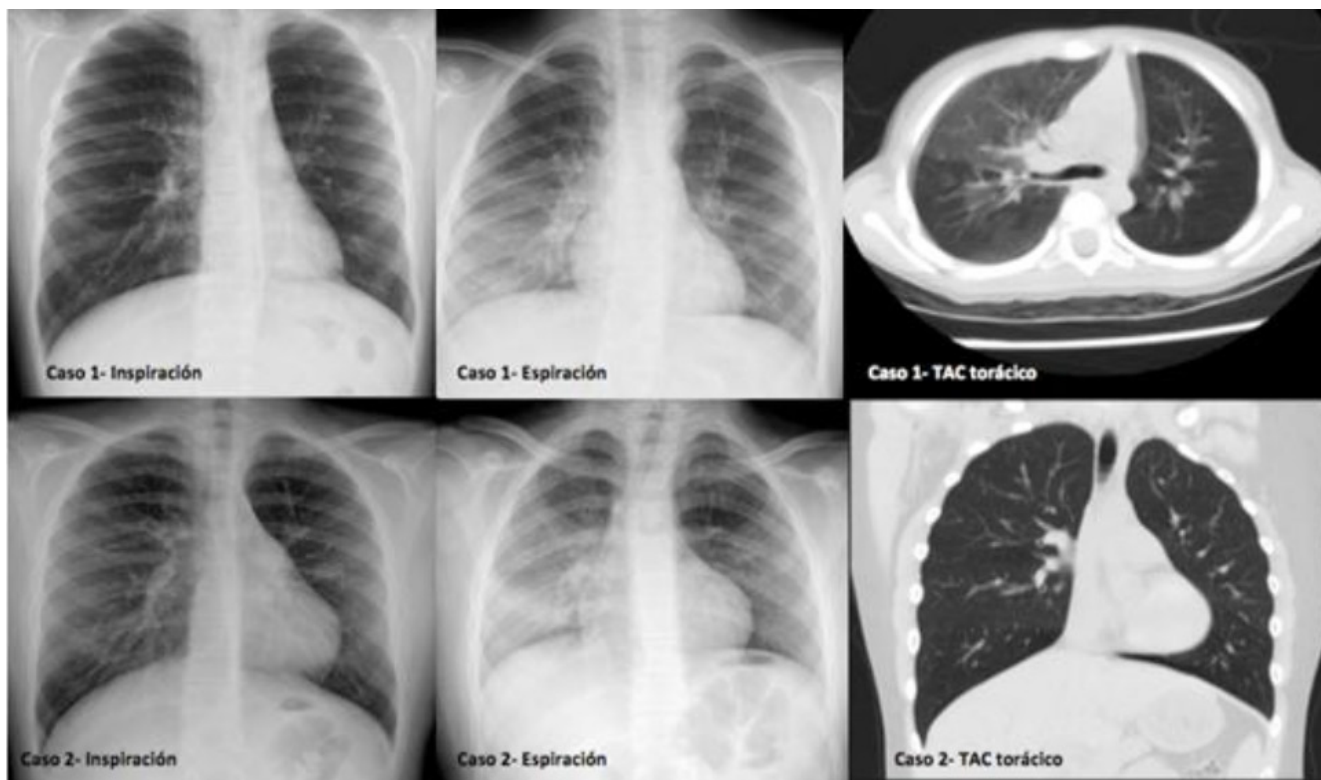 Caso 1- Inspiración
Caso 1- Espiración
Caso 1- TAC torácico
Caso 2- Inspiración
Caso 2- Espiración
Caso 2- TAC torácico